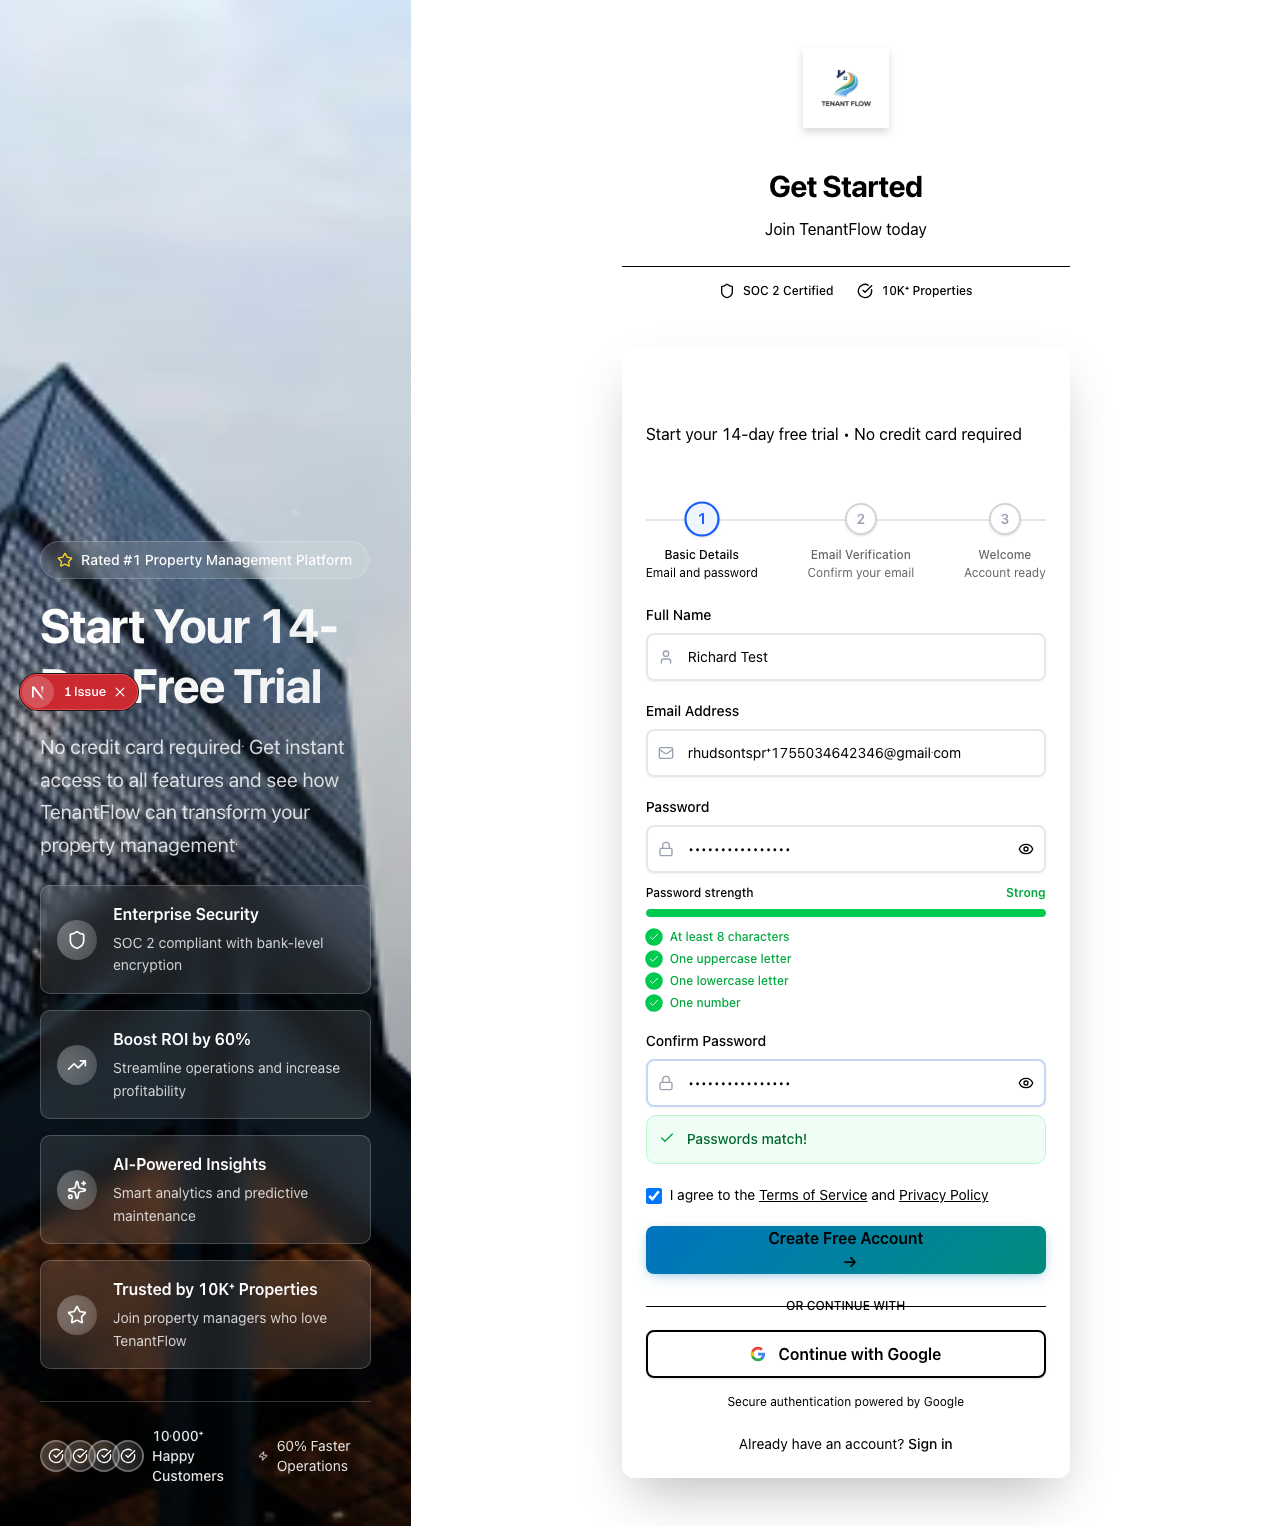 Rated #1 Property Management Platform
Start Your 14-
Free Trial
1 Issue
No credit card required. Get instant
access to all features and see how
TenantFlow can transform your
property management.
Enterprise Security
SOC 2 compliant with bank-level
encryption
Boost ROI by 60%
Streamline operations and increase
profitability
AI-Powered Insights
Smart analytics and predictive
maintenance
Trusted by 10K+ Properties
Join property managers who love
TenantFlow
10,000+
Happy
Customers
60% Faster
Operations
TENANT FLOW
Get Started
Join TenantFlow today
SOC 2 Certified
10K+ Properties
Start your 14-day free trial • No credit card required
1
2
3
Basic Details
Email and password
Email Verification
Confirm your email
Welcome
Account ready
Full Name
Richard Test
Email Address
rhudsontspr+1755034642346@gmail.com
Password
••••••••••••••••
Password strength
Strong
At least 8 characters
One uppercase letter
One lowercase letter
One number
Confirm Password
••••••••••••••••
Passwords match!
I agree to the Terms of Service and Privacy Policy
Create Free Account
→
OR CONTINUE WITH
Continue with Google
Secure authentication powered by Google
Already have an account? Sign in